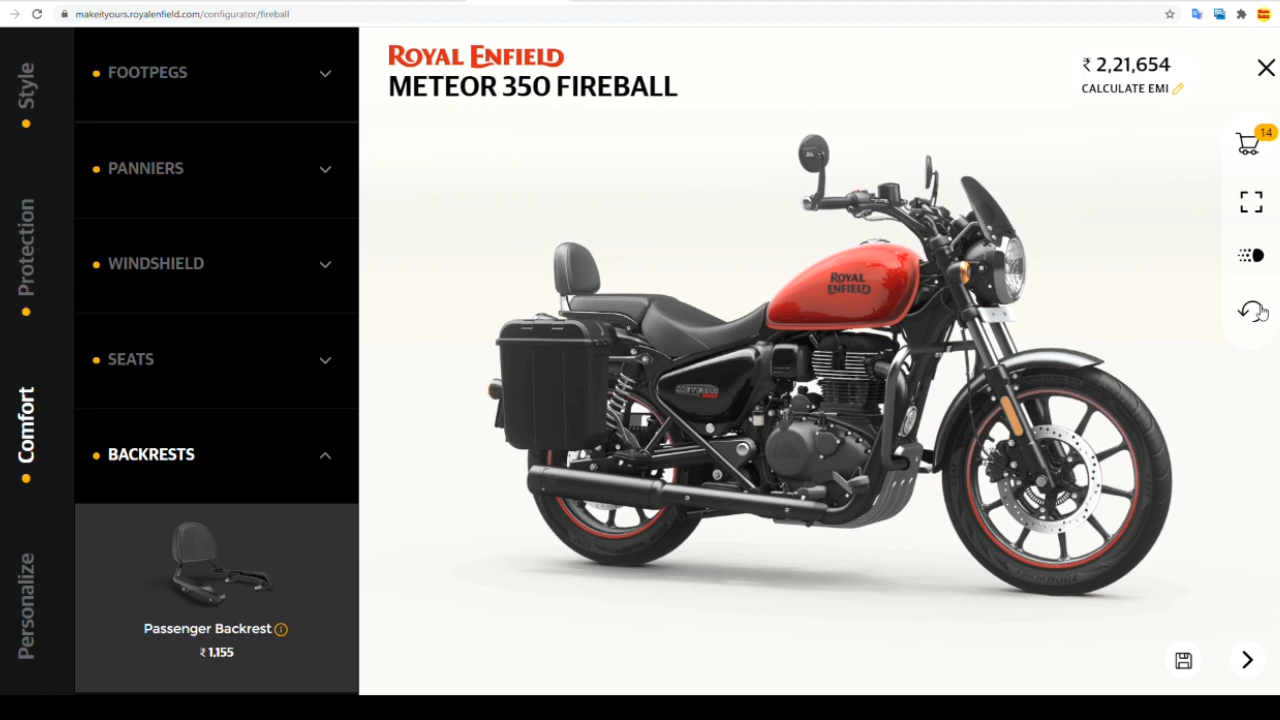 makeityours.royalenfield.com/configurator/fireball
Style
Protection
Comfort
Personalize
FOOTPEGS
PANNIERS
WINDSHIELD
SEATS
BACKRESTS
Passenger Backrest
₹ 1,155
ROYAL ENFIELD
METEOR 350 FIREBALL
₹ 2,21,654
CALCULATE EMI
14
ROYAL
ENFIELD
METEOR